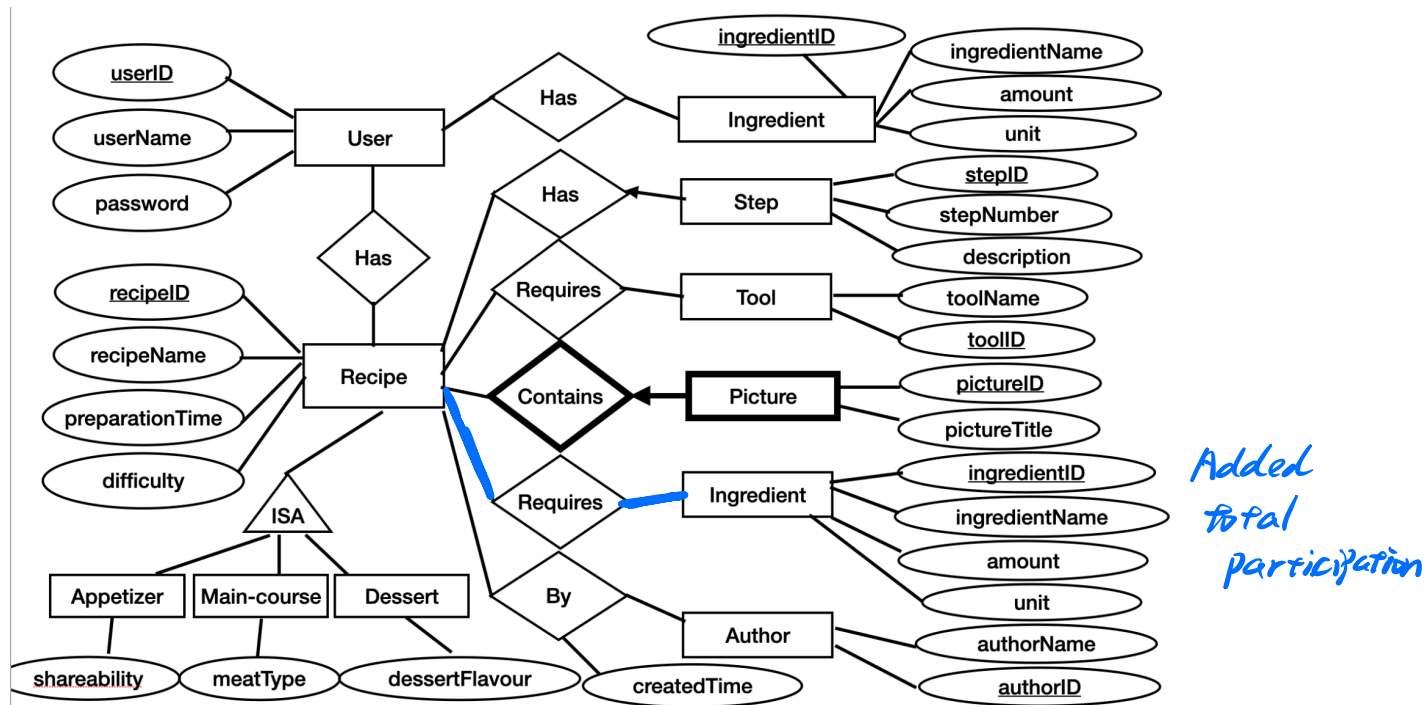 ingredientID
userID
ingredientName
Has
amount
User
Ingredient
userName
unit
stepID
password
Has
Step
stepNumber
Has
description
recipeID
Requires
Tool
toolName
toolID
recipeName
Recipe
Contains
Picture
pictureID
preparationTime
pictureTitle
difficulty
Requires
Ingredient
ingredientID
Added
total
participation
ISA
ingredientName
amount
Appetizer
Main-course
Dessert
By
unit
Author
authorName
shareability
meatType
dessertFlavour
createdTime
authorID